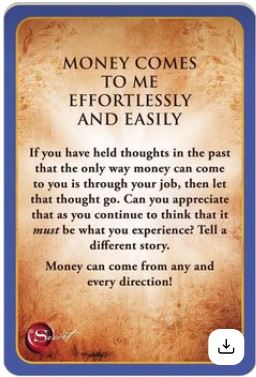 MONEY COMES
TO ME
EFFORTLESSLY
AND EASILY
If you have held thoughts in the past
that the only way money can come
to you is through your job, then let
that thought go. Can you appreciate
that as you continue to think that it
must be what you experience? Tell a
different story.
Money can come from any and
every direction!
The Secret